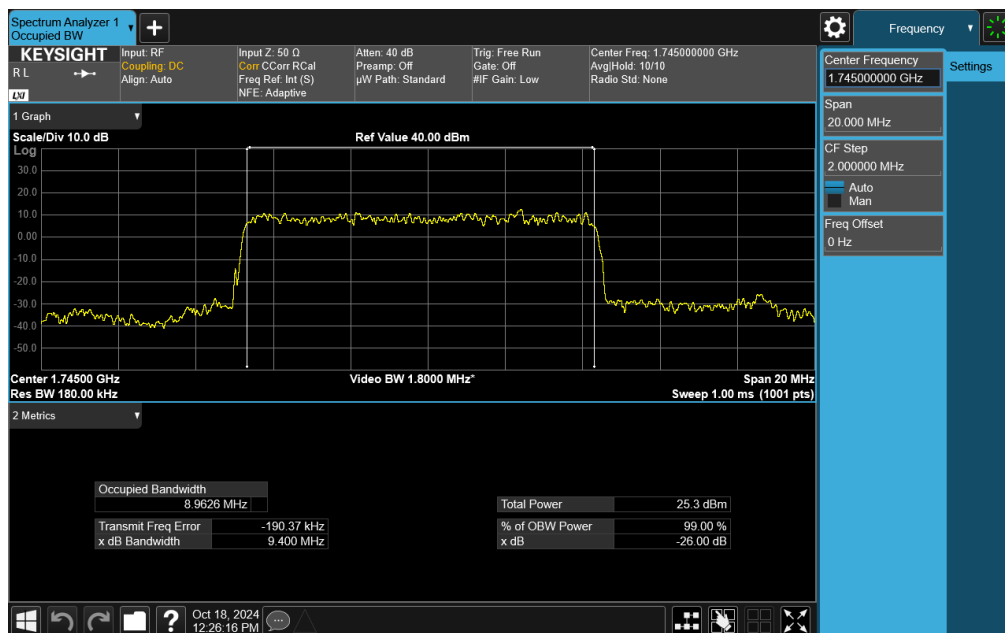 Spectrum Analyzer 1
Occupied BW
Frequency
KEYSIGHT
R L
LXI
Input: RF
Coupling: DC
Align: Auto
Input Z: 50 Ω
Corr CCorr RCal
Freq Ref: Int (S)
NFE: Adaptive
Atten: 40 dB
Preamp: Off
µW Path: Standard
Trig: Free Run
Gate: Off
#IF Gain: Low
Center Freq: 1.745000000 GHz
Avg|Hold: 10/10
Radio Std: None
Center Frequency
1.745000000 GHz
Settings
Span
20.000 MHz
CF Step
2.000000 MHz
Auto
Man
Freq Offset
0 Hz
1 Graph
Scale/Div 10.0 dB
Ref Value 40.00 dBm
Log
30.0
20.0
10.0
0.00
-10.0
-20.0
-30.0
-40.0
-50.0
Center 1.74500 GHz
Video BW 1.8000 MHz*
Span 20 MHz
Res BW 180.00 kHz
Sweep 1.00 ms (1001 pts)
2 Metrics
Occupied Bandwidth
8.9626 MHz
Total Power 25.3 dBm
Transmit Freq Error -190.37 kHz
% of OBW Power 99.00 %
x dB Bandwidth 9.400 MHz
x dB -26.00 dB
?
Oct 18, 2024
12:26:16 PM